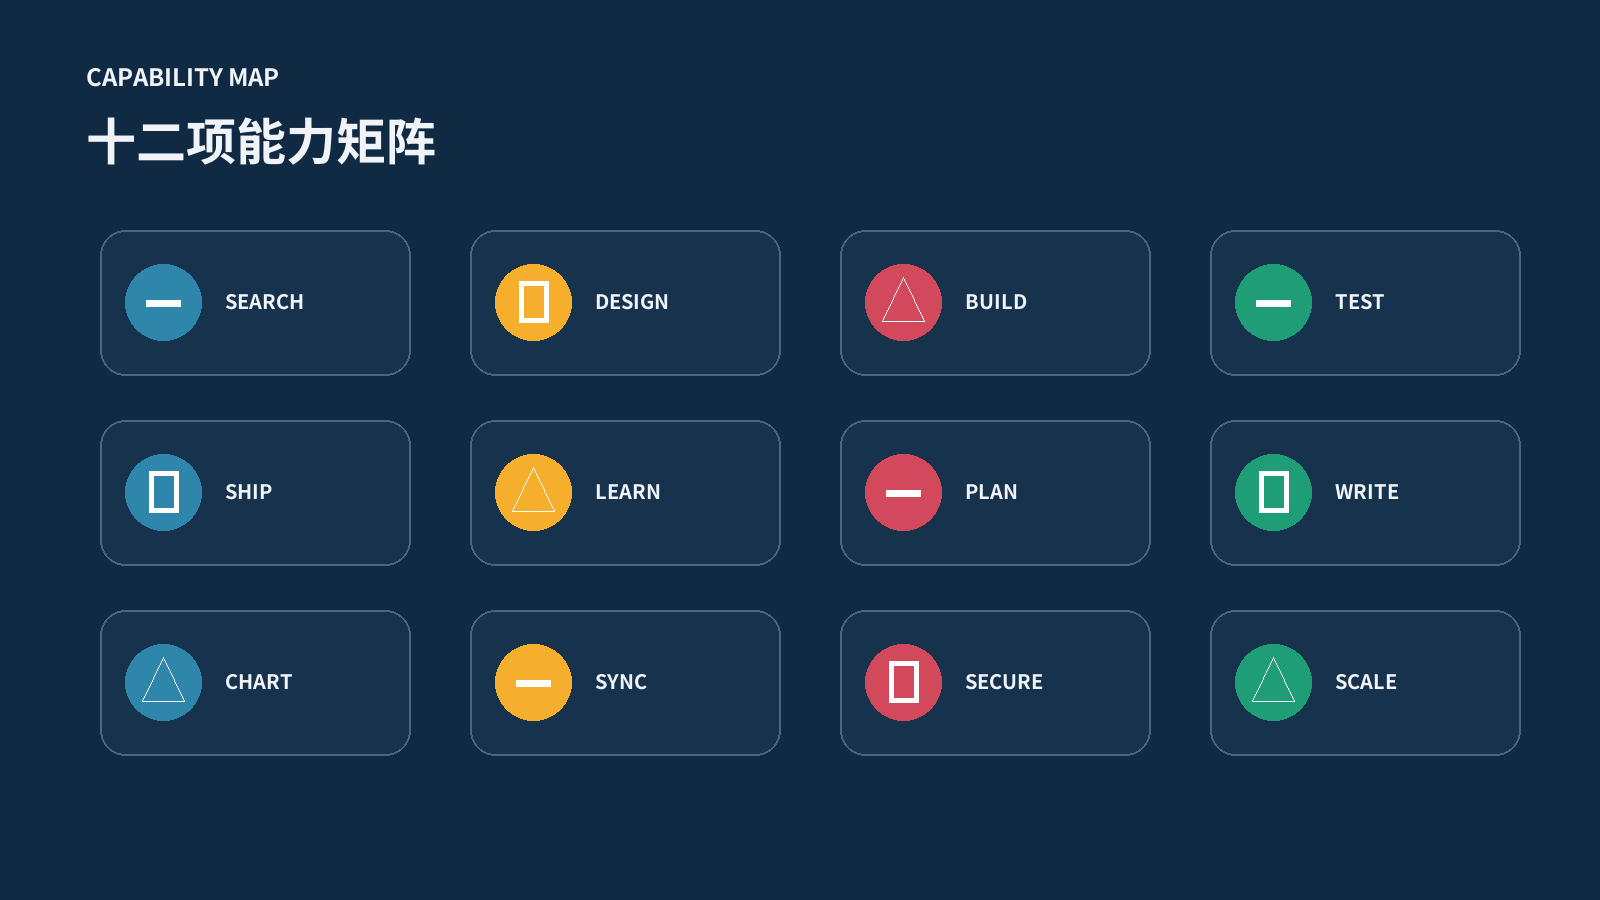 CAPABILITY MAP
十二项能力矩阵
SEARCH
DESIGN
BUILD
TEST
SHIP
LEARN
PLAN
WRITE
CHART
SYNC
SECURE
SCALE